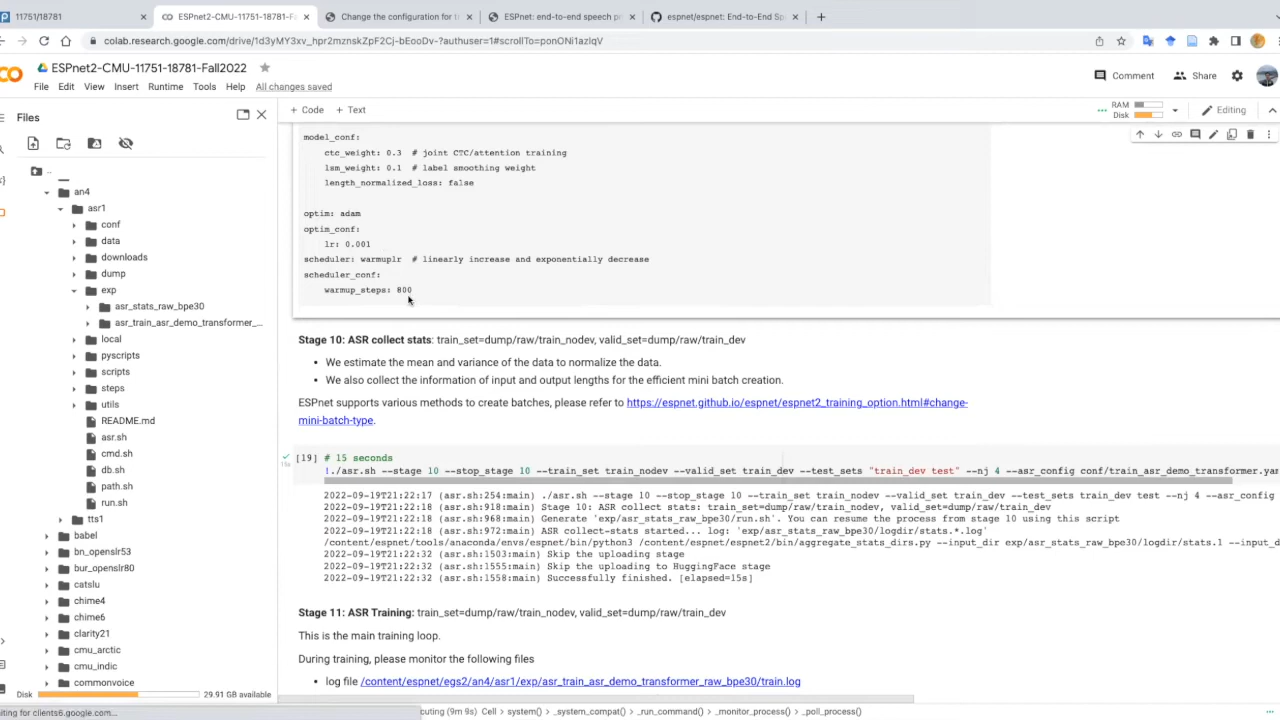 11751/18781
ESPnet2-CMU-11751-18781-F
Change the configuration for t
ESPnet: end-to-end speech pr
espnet/espnet: End-to-End Sp
colab.research.google.com/drive/1d3yMY3xv_hpr2mznskZpF2Cj-bEooDv-?authuser=1#scrollTo=ponONi1azlqV
ESPnet2-CMU-11751-18781-Fall2022
File Edit View Insert Runtime Tools Help All changes saved
Comment Share
Files
+ Code + Text
RAM
Disk
Editing
..
an4
asr1
conf
data
downloads
dump
exp
asr_stats_raw_bpe30
asr_train_asr_demo_transformer_...
local
pyscripts
scripts
steps
utils
README.md
asr.sh
cmd.sh
db.sh
path.sh
run.sh
tts1
babel
bn_openslr53
bur_openslr80
catslu
chime4
chime6
clarity21
cmu_arctic
cmu_indic
commonvoice
Disk 29.91 GB available
model_conf:
ctc_weight: 0.3 # joint CTC/attention training
lsm_weight: 0.1 # label smoothing weight
length_normalized_loss: false
optim: adam
optim_conf:
lr: 0.001
scheduler: warmuplr # linearly increase and exponentially decrease
scheduler_conf:
warmup_steps: 800
Stage 10: ASR collect stats: train_set=dump/raw/train_nodev, valid_set=dump/raw/train_dev
• We estimate the mean and variance of the data to normalize the data.
• We also collect the information of input and output lengths for the efficient mini batch creation.
ESPnet supports various methods to create batches, please refer to https://espnet.github.io/espnet/espnet2_training_option.html#change-
mini-batch-type.
[19] # 15 seconds
15s
!./asr.sh --stage 10 --stop_stage 10 --train_set train_nodev --valid_set train_dev --test_sets "train_dev test" --nj 4 --asr_config conf/train_asr_demo_transformer.yam
2022-09-19T21:22:17 (asr.sh:254:main) ./asr.sh --stage 10 --stop_stage 10 --train_set train_nodev --valid_set train_dev --test_sets train_dev test --nj 4 --asr_config
2022-09-19T21:22:18 (asr.sh:918:main) Stage 10: ASR collect stats: train_set=dump/raw/train_nodev, valid_set=dump/raw/train_dev
2022-09-19T21:22:18 (asr.sh:968:main) Generate 'exp/asr_stats_raw_bpe30/run.sh'. You can resume the process from stage 10 using this script
2022-09-19T21:22:18 (asr.sh:972:main) ASR collect-stats started... log: 'exp/asr_stats_raw_bpe30/logdir/stats.*.log'
/content/espnet/tools/anaconda/envs/espnet/bin/python3 /content/espnet/espnet2/bin/aggregate_stats_dirs.py --input_dir exp/asr_stats_raw_bpe30/logdir/stats.1 --input_d
2022-09-19T21:22:32 (asr.sh:1503:main) Skip the uploading stage
2022-09-19T21:22:32 (asr.sh:1555:main) Skip the uploading to HuggingFace stage
2022-09-19T21:22:32 (asr.sh:1558:main) Successfully finished. [elapsed=15s]
Stage 11: ASR Training: train_set=dump/raw/train_nodev, valid_set=dump/raw/train_dev
This is the main training loop.
During training, please monitor the following files
• log file /content/espnet/egs2/an4/asr1/exp/asr_train_asr_demo_transformer_raw_bpe30/train.log
iting for clients6.google.com...
cuting (9m 9s) Cell > system() > _system_compat() > _run_command() > _monitor_process() > _poll_process()